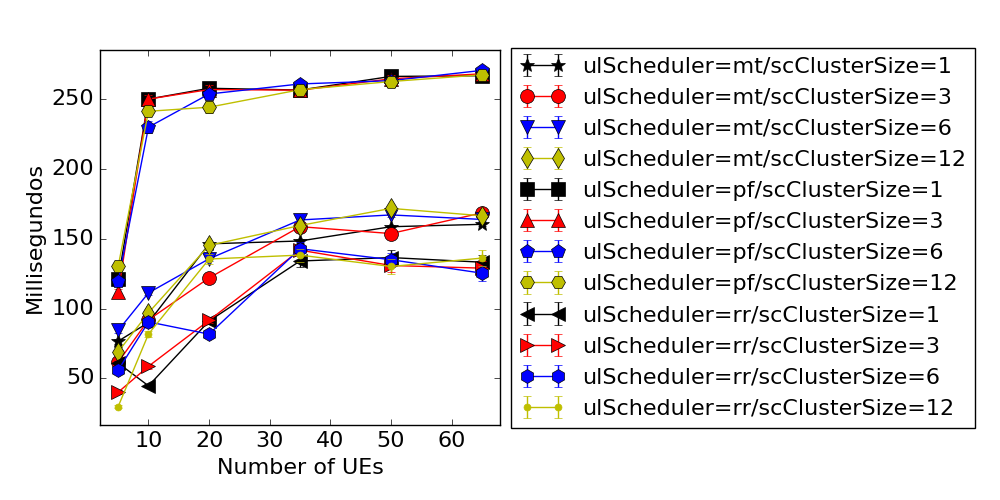 250
200
150
100
50
Millisegundos
10 20 30 40 50 60
Number of UEs
ulScheduler=mt/scClusterSize=1
ulScheduler=mt/scClusterSize=3
ulScheduler=mt/scClusterSize=6
ulScheduler=mt/scClusterSize=12
ulScheduler=pf/scClusterSize=1
ulScheduler=pf/scClusterSize=3
ulScheduler=pf/scClusterSize=6
ulScheduler=pf/scClusterSize=12
ulScheduler=rr/scClusterSize=1
ulScheduler=rr/scClusterSize=3
ulScheduler=rr/scClusterSize=6
ulScheduler=rr/scClusterSize=12